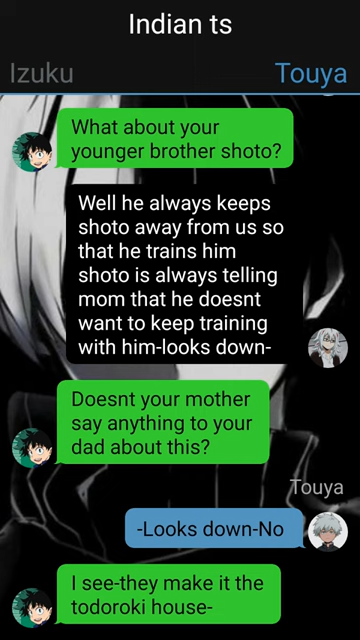 Indian ts
Izuku
Touya
What about your
younger brother shoto?
Well he always keeps
shoto away from us so
that he trains him
shoto is always telling
mom that he doesnt
want to keep training
with him-looks down-
Doesnt your mother
say anything to your
dad about this?
Touya
-Looks down-No
I see-they make it the
todoroki house-